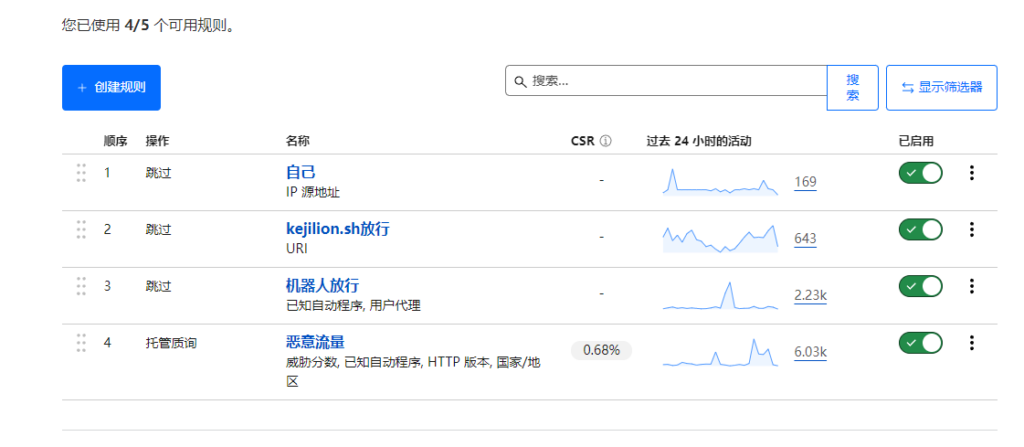 您已使用 4/5 个可用规则。
+ 创建规则
搜索...
搜
索
显示筛选器
顺序 操作 名称 CSR 过去 24 小时的活动 已启用
1 跳过 自己 - 169
IP 源地址
2 跳过 kejilion.sh放行 - 643
URI
3 跳过 机器人放行 - 2.23k
已知自动程序, 用户代理
4 托管质询 恶意流量 0.68% 6.03k
威胁分数, 已知自动程序, HTTP 版本, 国家/地
区